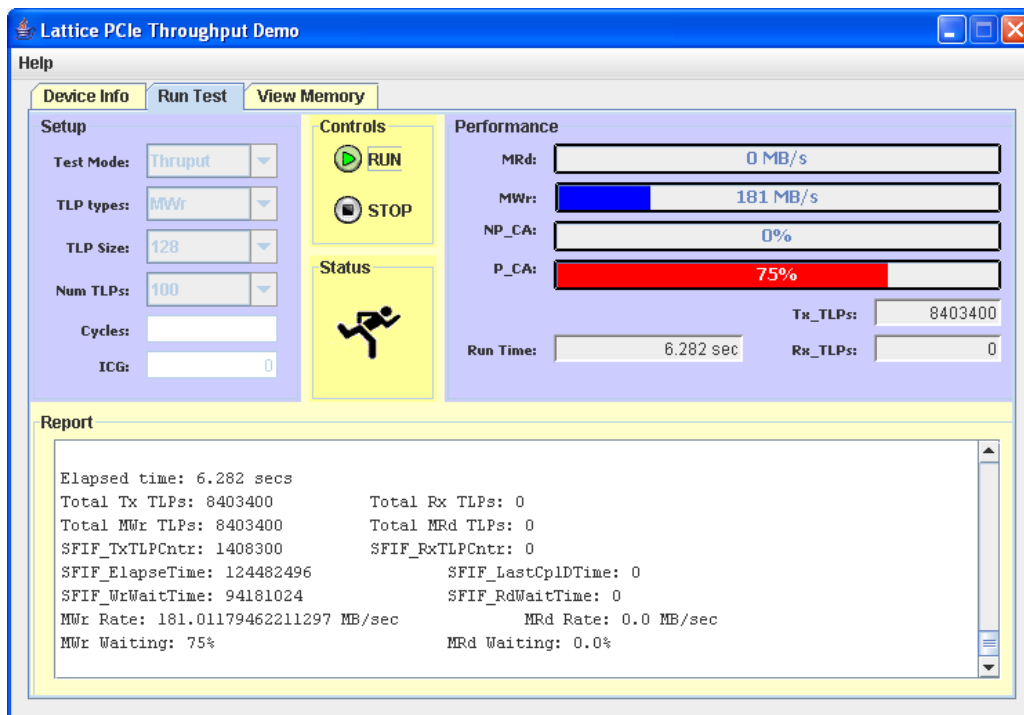 Lattice PCIe Throughput Demo
Help
Device Info Run Test View Memory
Setup
Test Mode: Thruput
TLP types: MWr
TLP Size: 128
Num TLPs: 100
Cycles:
ICG: 0
Controls
RUN
STOP
Status
Performance
MRd: 0 MB/s
MWr: 181 MB/s
NP_CA: 0%
P_CA: 75%
Tx_TLPs: 8403400
Run Time: 6.282 sec Rx_TLPs: 0
Report
Elapsed time: 6.282 secs
Total Tx TLPs: 8403400 Total Rx TLPs: 0
Total MWr TLPs: 8403400 Total MRd TLPs: 0
SFIF_TxTLPCntr: 1408300 SFIF_RxTLPCntr: 0
SFIF_ElapseTime: 124482496 SFIF_LastCplDTime: 0
SFIF_WrWaitTime: 94181024 SFIF_RdWaitTime: 0
MWr Rate: 181.01179462211297 MB/sec MRd Rate: 0.0 MB/sec
MWr Waiting: 75% MRd Waiting: 0.0%